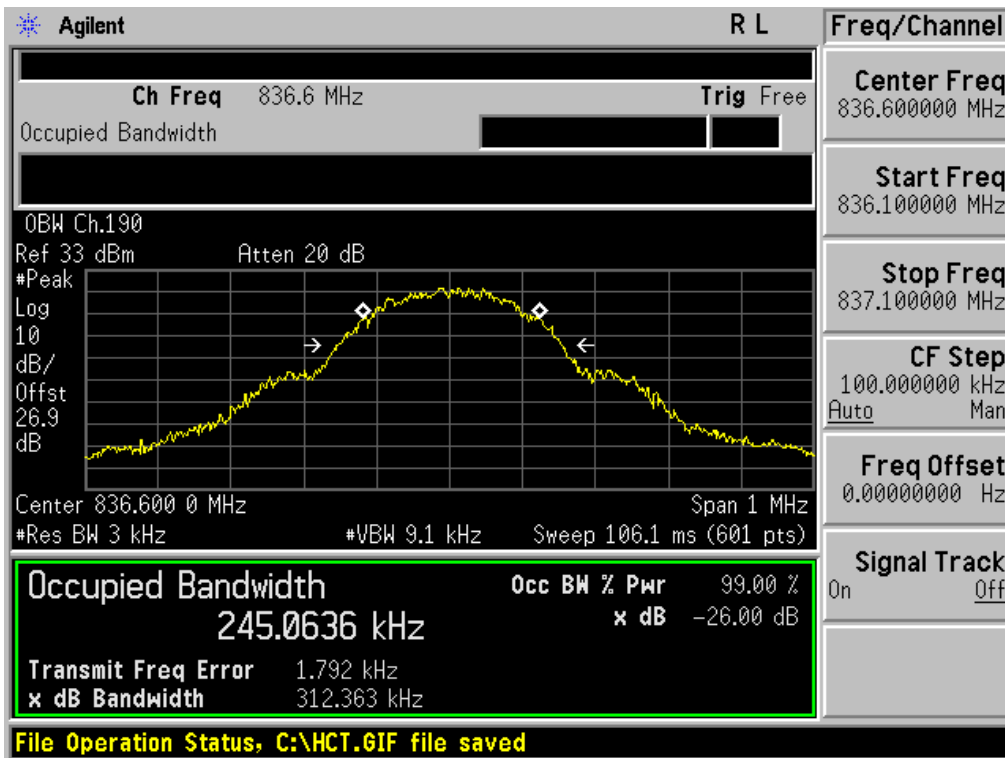 Agilent R L Freq/Channel
Ch Freq 836.6 MHz Trig Free
Occupied Bandwidth
Center Freq
836.600000 MHz
Start Freq
836.100000 MHz
Stop Freq
837.100000 MHz
CF Step
100.000000 kHz
Auto Man
Freq Offset
0.00000000 Hz
Signal Track
On Off
OBW Ch.190
Ref 33 dBm Atten 20 dB
#Peak
Log
10
dB/
Offst
26.9
dB
Center 836.600 0 MHz Span 1 MHz
#Res BW 3 kHz #VBW 9.1 kHz Sweep 106.1 ms (601 pts)
Occupied Bandwidth Occ BW % Pwr 99.00 %
245.0636 kHz x dB -26.00 dB
Transmit Freq Error 1.792 kHz
x dB Bandwidth 312.363 kHz
File Operation Status, C:\HCT.GIF file saved